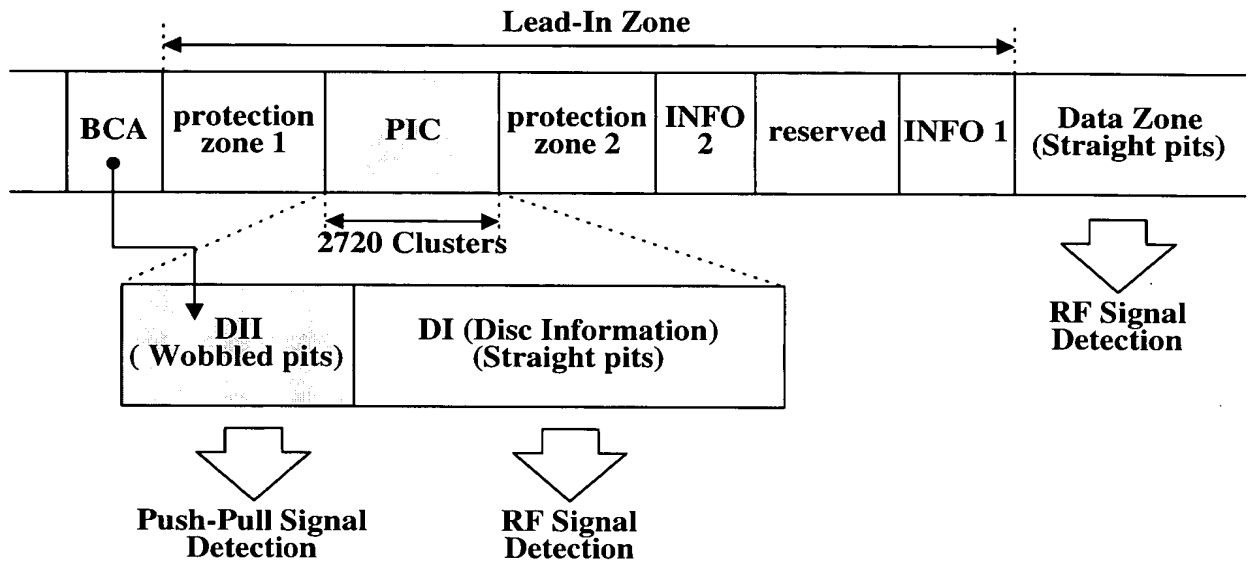 Lead-In Zone
BCA
protection
zone 1
PIC
protection
zone 2
INFO
2
reserved
INFO 1
Data Zone
(Straight pits)
2720 Clusters
DII
( Wobbled pits)
DI (Disc Information)
(Straight pits)
RF Signal
Detection
Push-Pull Signal
Detection
RF Signal
Detection